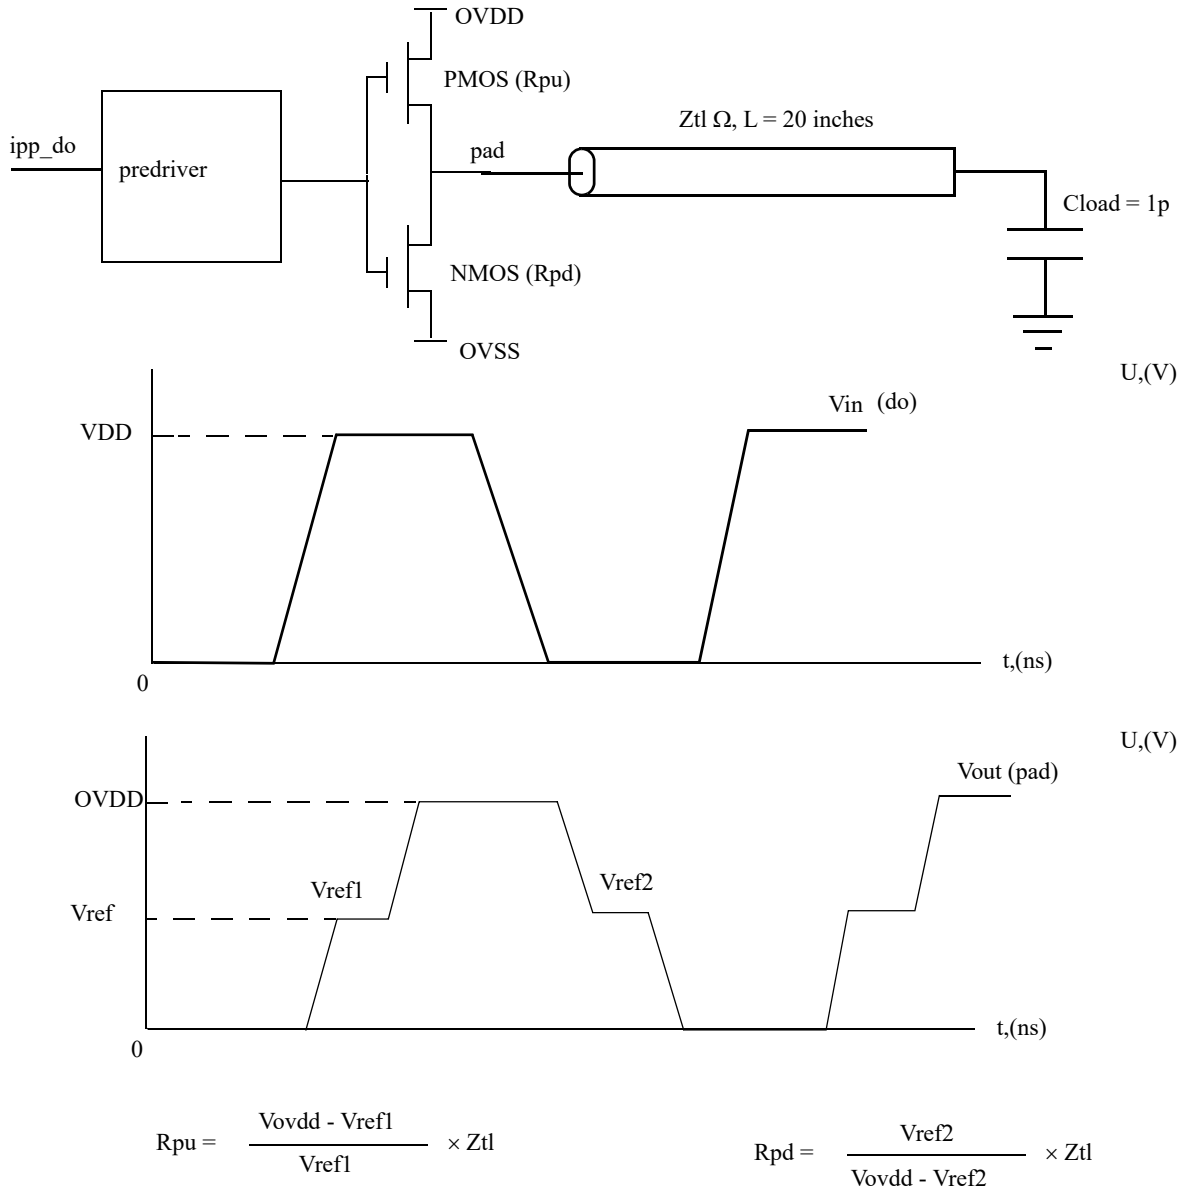 OVDD
PMOS (Rpu)
Ztl Ω, L = 20 inches
ipp_do
predriver
pad
Cload = 1p
NMOS (Rpd)
OVSS
U,(V)
VDD
Vin (do)
t,(ns)
0
U,(V)
Vout (pad)
OVDD
Vref1
Vref2
Vref
t,(ns)
0
Rpu = Vovdd - Vref1 × Ztl
Vref1
Rpd = Vref2 × Ztl
Vovdd - Vref2